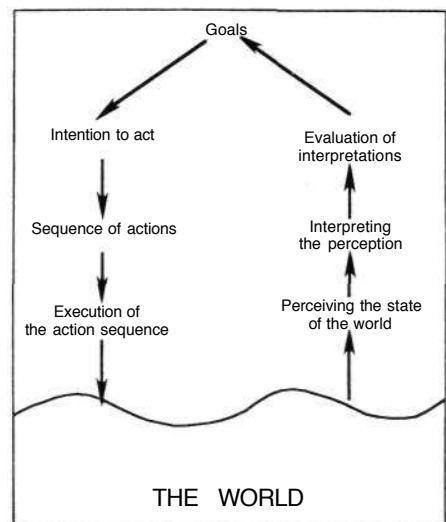 Goals
Intention to act
Sequence of actions
Execution of
the action sequence
Evaluation of
interpretations
Interpreting
the perception
Perceiving the state
of the world
THE WORLD